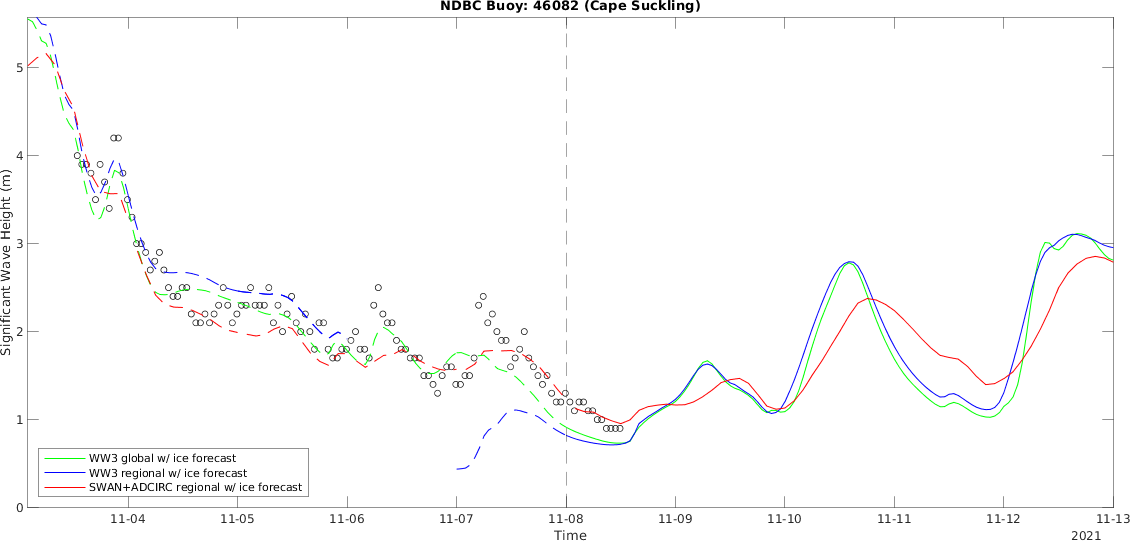 NDBC Buoy: 46082 (Cape Suckling)
Significant Wave Height (m)
5
4
3
2
1
0
WW3 global w/ ice forecast
WW3 regional w/ ice forecast
SWAN+ADCIRC regional w/ ice forecast
11-04 11-05 11-06 11-07 11-08 11-09 11-10 11-11 11-12 11-13
Time
2021